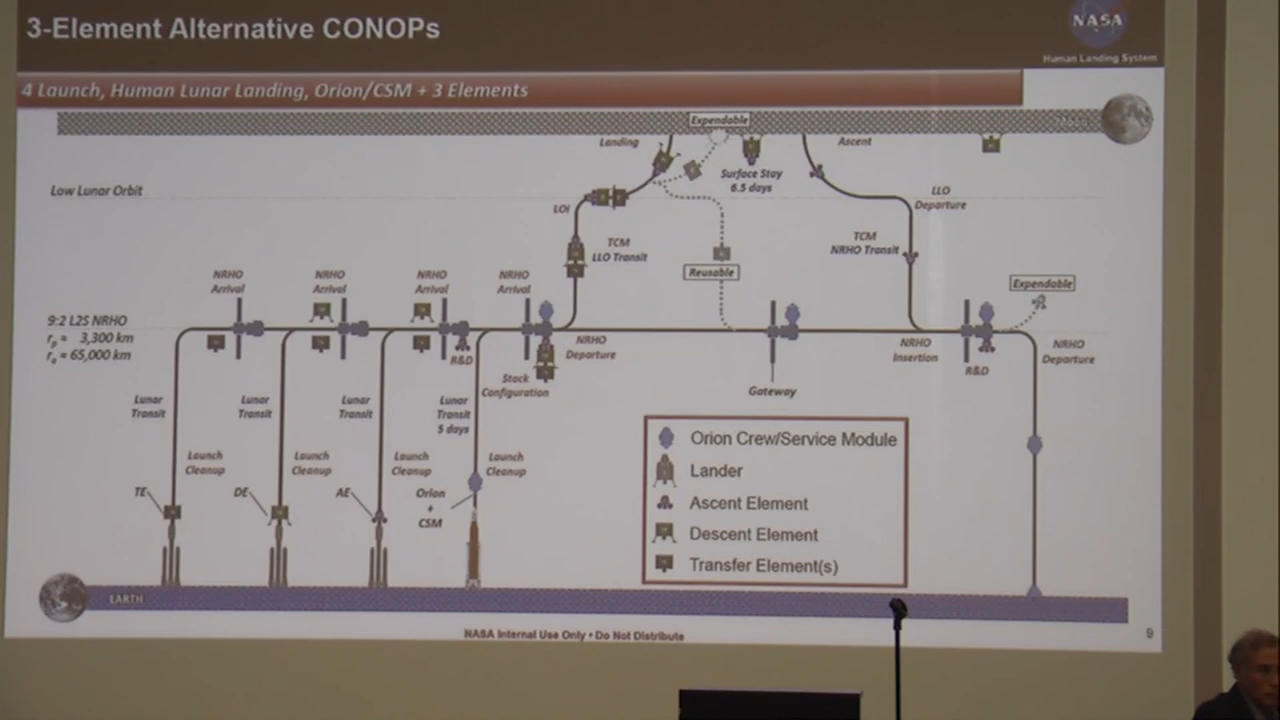 3-Element Alternative CONOPs
NASA
Human Landing System
4 Launch, Human Lunar Landing, Orion/CSM + 3 Elements
Expendable
Landing
Ascent
Surface Stay
6.5 days
Low Lunar Orbit
LOI
LLO
Departure
TCM
LLO Transit
TCM
NRHO Transit
Reusable
NRHO
Arrival
NRHO
Arrival
NRHO
Arrival
NRHO
Arrival
Expendable
9:2 L2S NRHO
rp = 3,300 km
ra = 65,000 km
R&D
NRHO
Departure
NRHO
Insertion
R&D
NRHO
Departure
Stack
Configuration
Gateway
Lunar
Transit
Lunar
Transit
Lunar
Transit
Lunar
Transit
5 days
Launch
Cleanup
Launch
Cleanup
Launch
Cleanup
Launch
Cleanup
TE
DE
AE
Orion
+
CSM
Orion Crew/Service Module
Lander
Ascent Element
Descent Element
Transfer Element(s)
EARTH
NASA Internal Use Only • Do Not Distribute
9